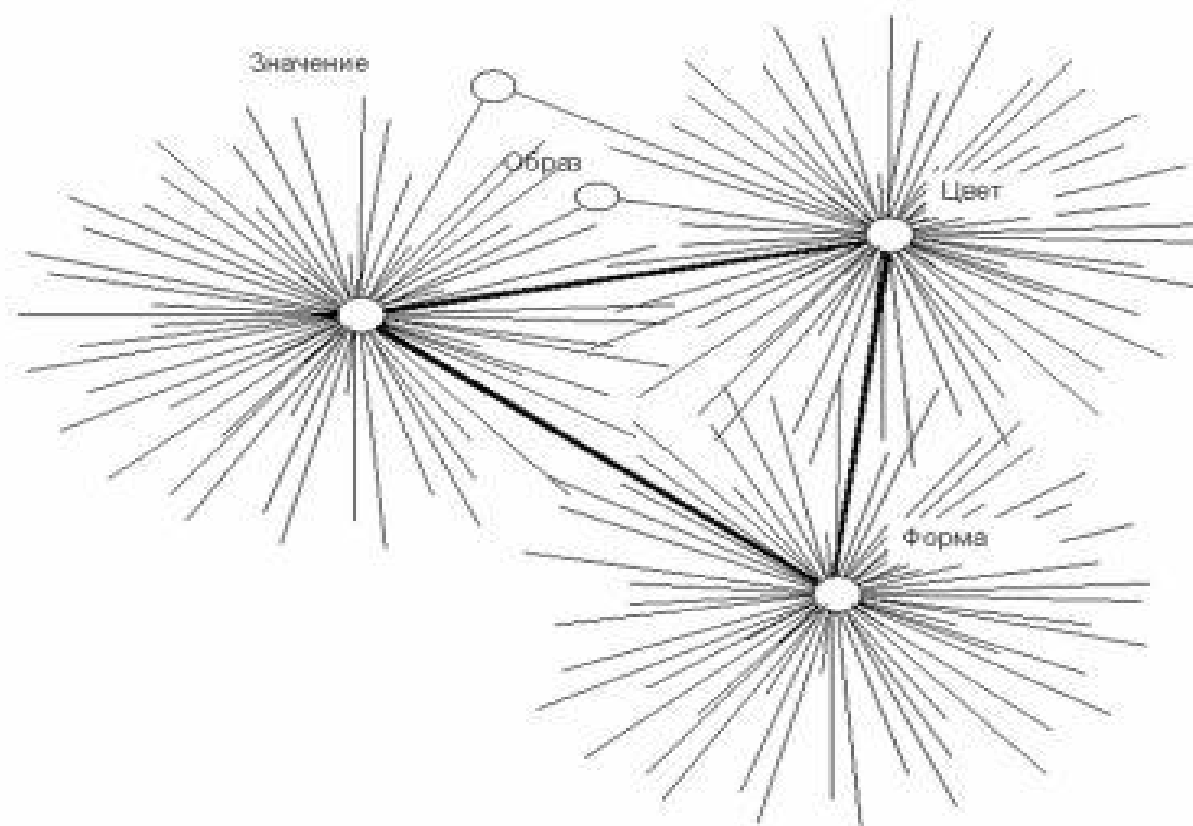 Значение
Образ
Цвет
Форма